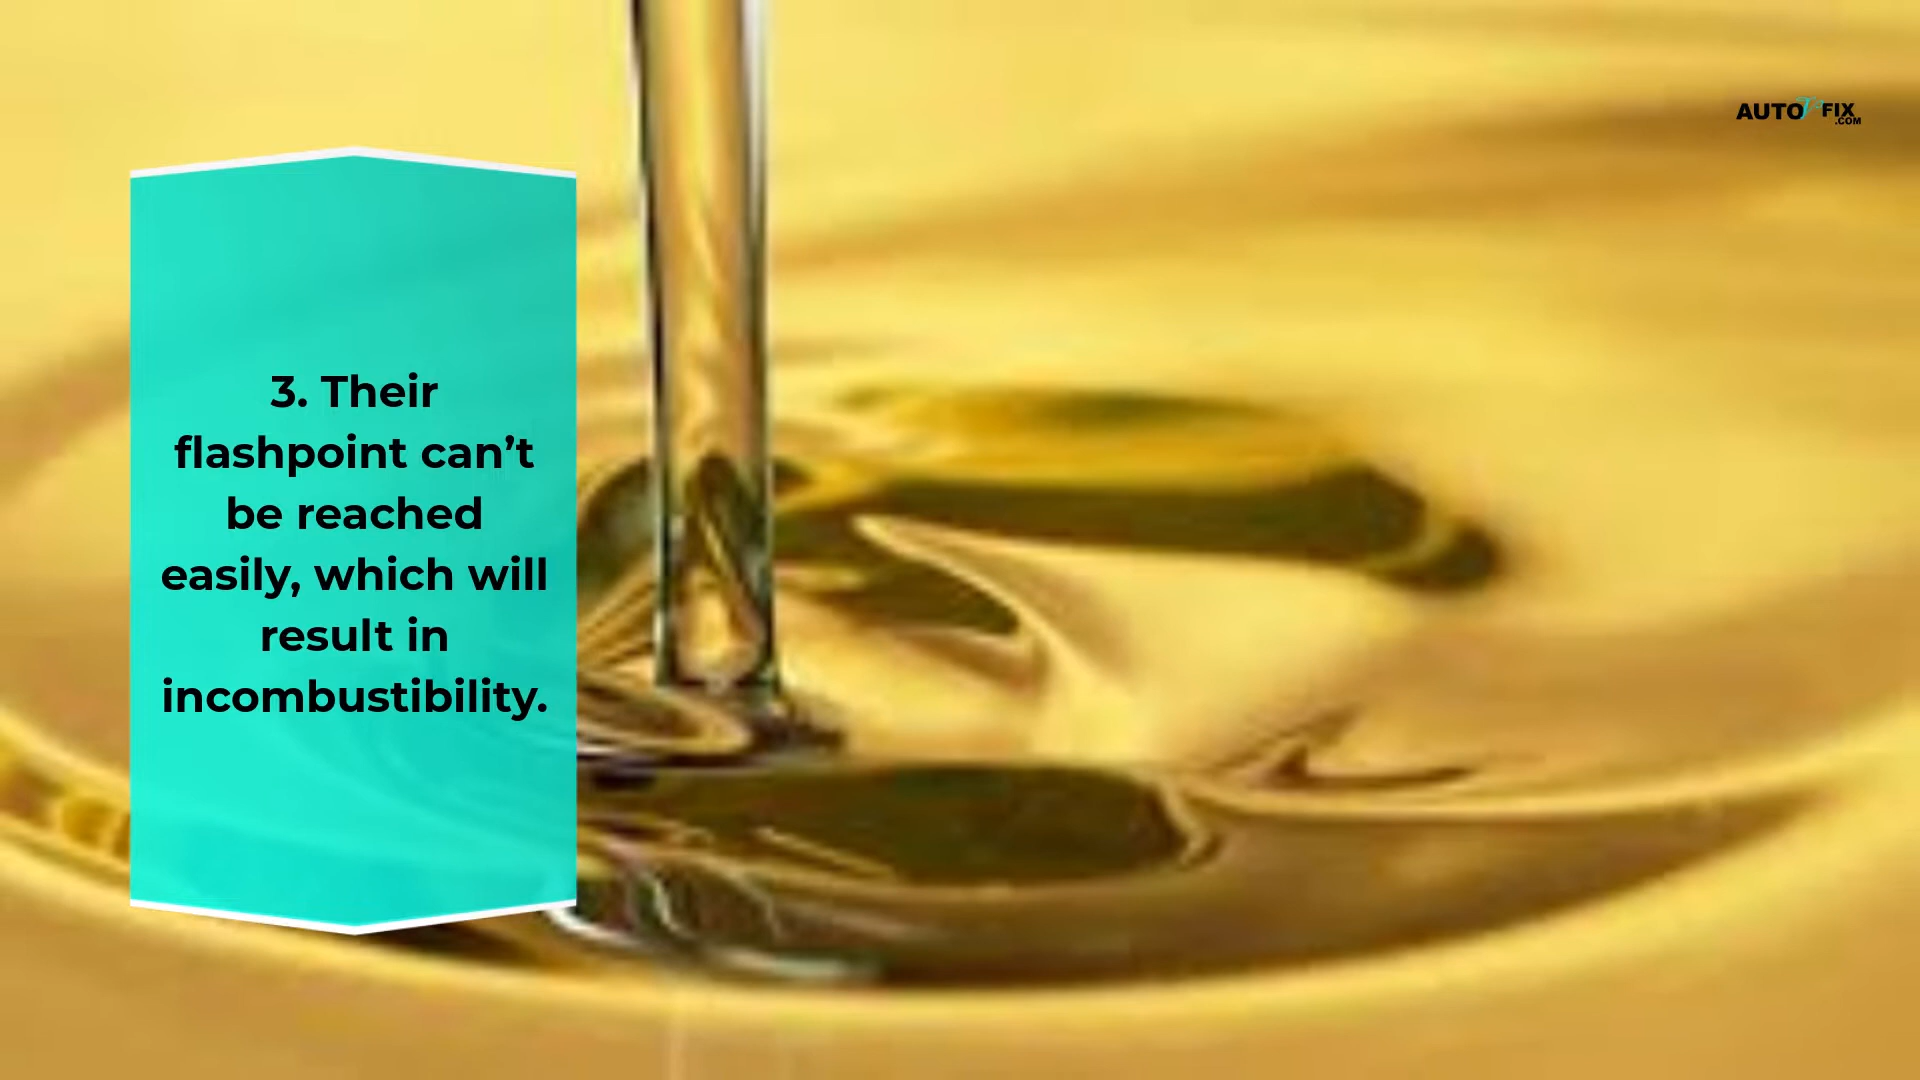 AUTO FIX
.COM
3. Their
flashpoint can’t
be reached
easily, which will
result in
incombustibility.